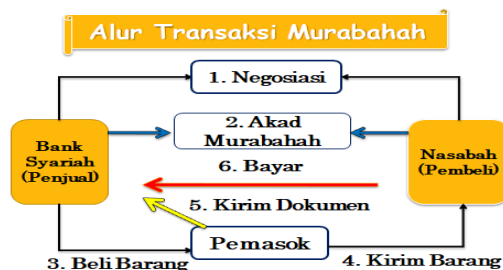 Alur Transaksi Murabahah
1. Negosiasi
2. Akad
Murabahah
Bank
Syariah
(Penjual)
Nasabah
(Pembeli)
6. Bayar
5. Kirim Dokumen
Pemasok
3. Beli Barang
4. Kirim Barang